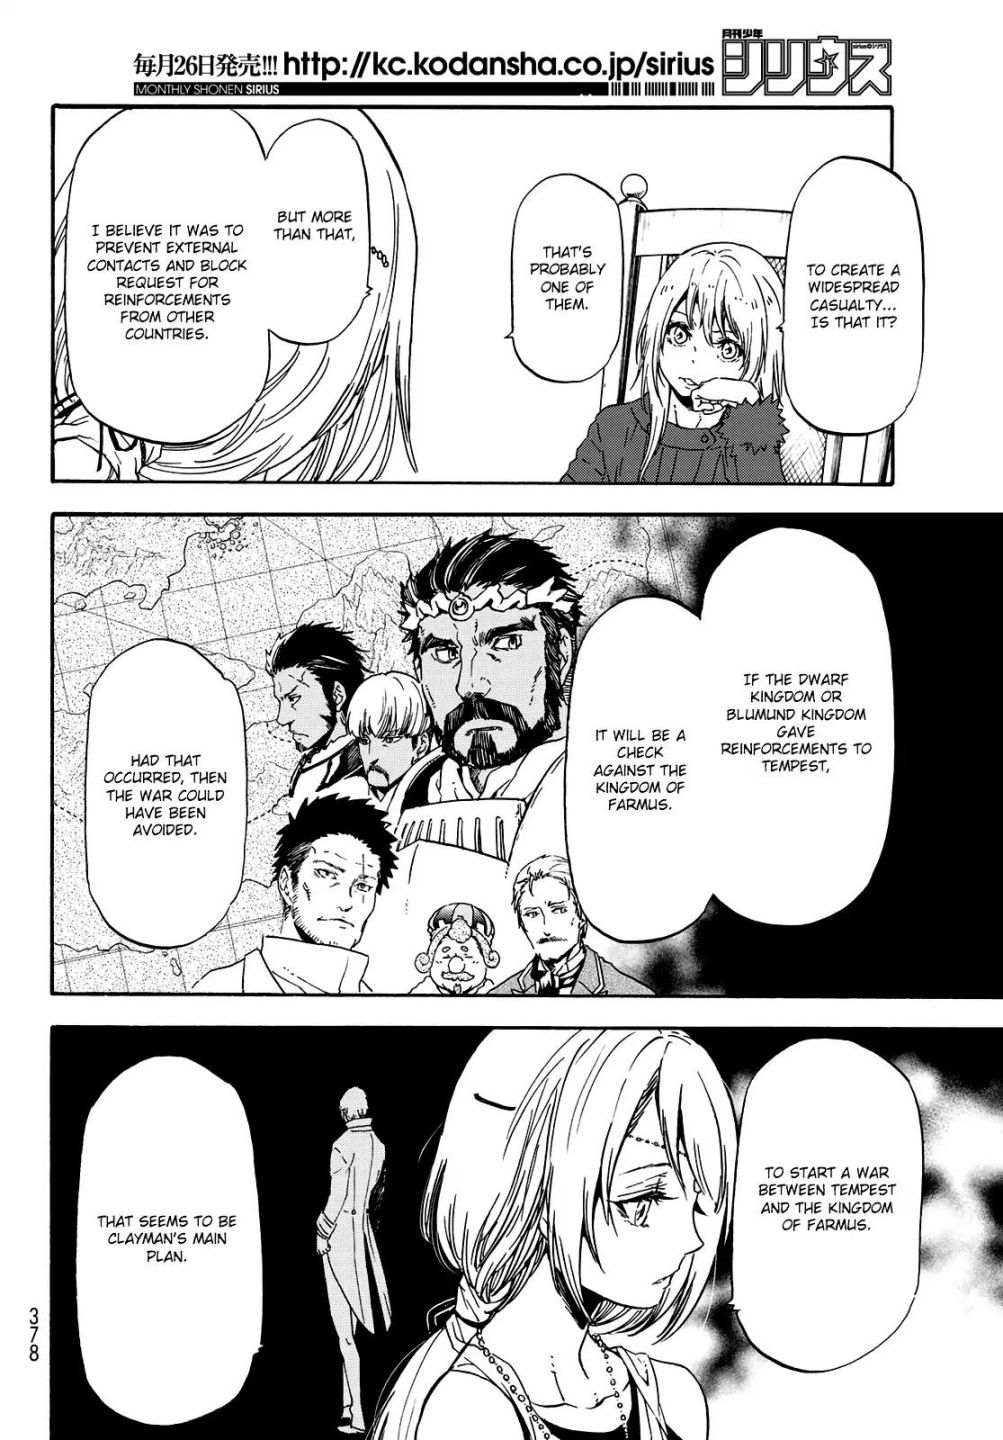 毎月26日発売!!! http://kc.kodansha.co.jp/sirius
MONTHLY SHONEN SIRIUS
月刊少年
シリウス
TO CREATE A
WIDESPREAD
CASUALTY...
IS THAT IT?
THAT'S
PROBABLY
ONE OF
THEM.
BUT MORE
THAN THAT,
I BELIEVE IT WAS TO
PREVENT EXTERNAL
CONTACTS AND BLOCK
REQUEST FOR
REINFORCEMENTS
FROM OTHER
COUNTRIES.
IF THE DWARF
KINGDOM OR
BLUMUND KINGDOM
GAVE
REINFORCEMENTS TO
TEMPEST,
IT WILL BE A
CHECK
AGAINST THE
KINGDOM OF
FARMUS.
HAD THAT
OCCURRED, THEN
THE WAR COULD
HAVE BEEN
AVOIDED.
TO START A WAR
BETWEEN TEMPEST
AND THE KINGDOM
OF FARMUS.
THAT SEEMS TO BE
CLAYMAN'S MAIN
PLAN.
378